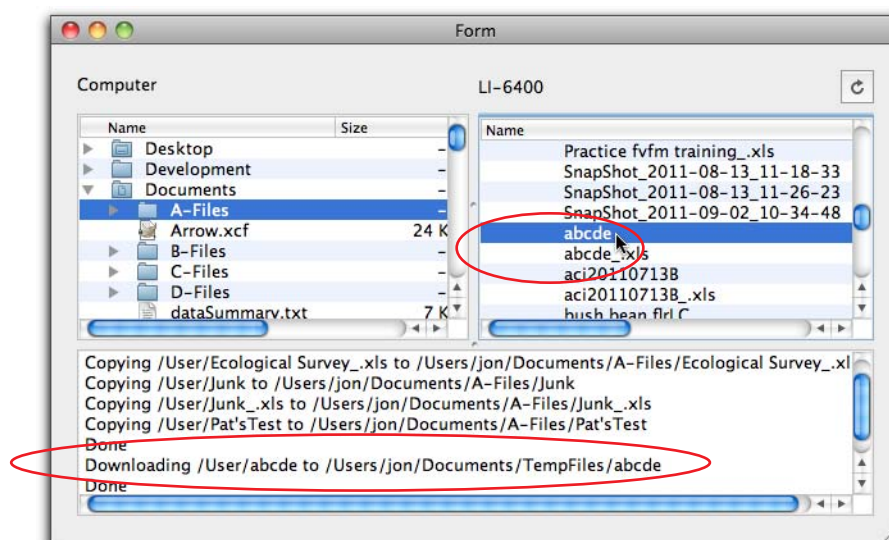 Form
Computer
LI-6400
Name Size
Desktop –
Development –
Documents –
A-Files –
Arrow.xcf 24 K
B-Files –
C-Files –
D-Files –
dataSummary.txt 7 K
Name
Practice fvfm training_.xls
SnapShot_2011-08-13_11-18-33
SnapShot_2011-08-13_11-26-23
SnapShot_2011-09-02_10-34-48
abcde
abcde_.xls
aci20110713B
aci20110713B_.xls
bush bean flrLC
Copying /User/Ecological Survey_.xls to /Users/jon/Documents/A-Files/Ecological Survey_.xl
Copying /User/Junk to /Users/jon/Documents/A-Files/Junk
Copying /User/Junk_.xls to /Users/jon/Documents/A-Files/Junk_.xls
Copying /User/Pat'sTest to /Users/jon/Documents/A-Files/Pat'sTest
Done
Downloading /User/abcde to /Users/jon/Documents/TempFiles/abcde
Done